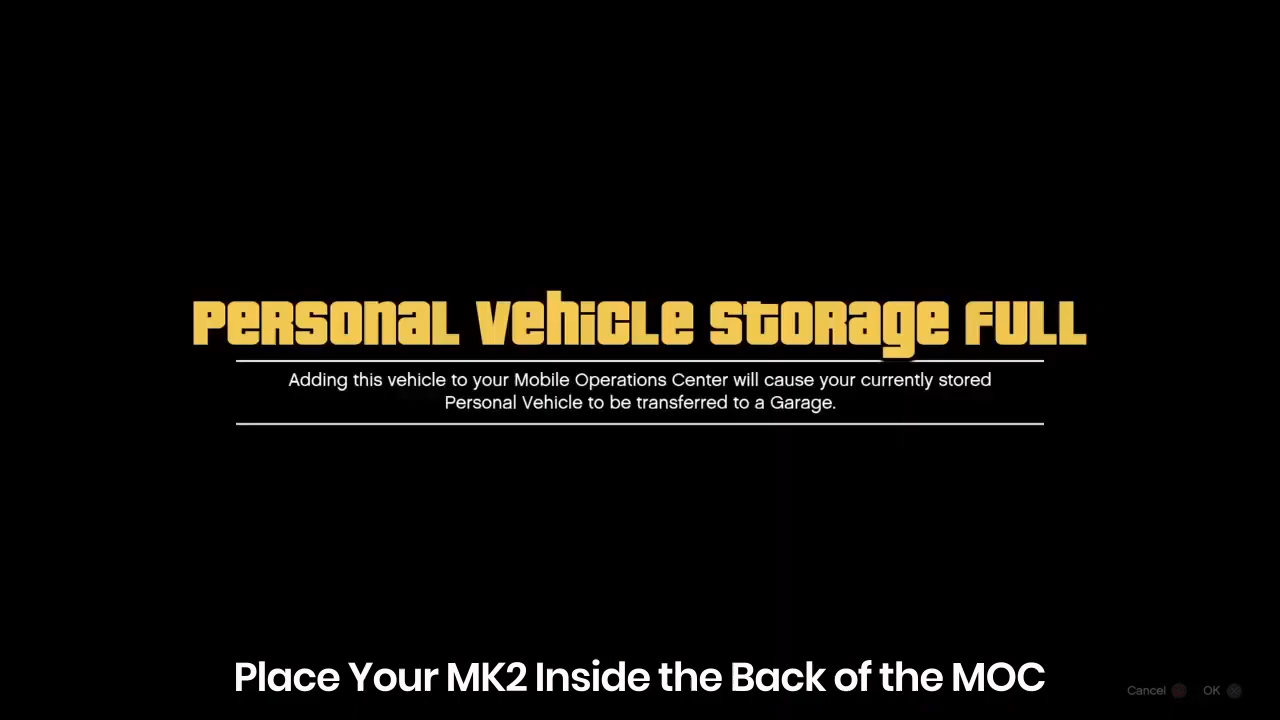 PERSONAL VEHICLE STORAGE FULL
Adding this vehicle to your Mobile Operations Center will cause your currently stored
Personal Vehicle to be transferred to a Garage.
Place Your MK2 Inside the Back of the MOC
Cancel OK